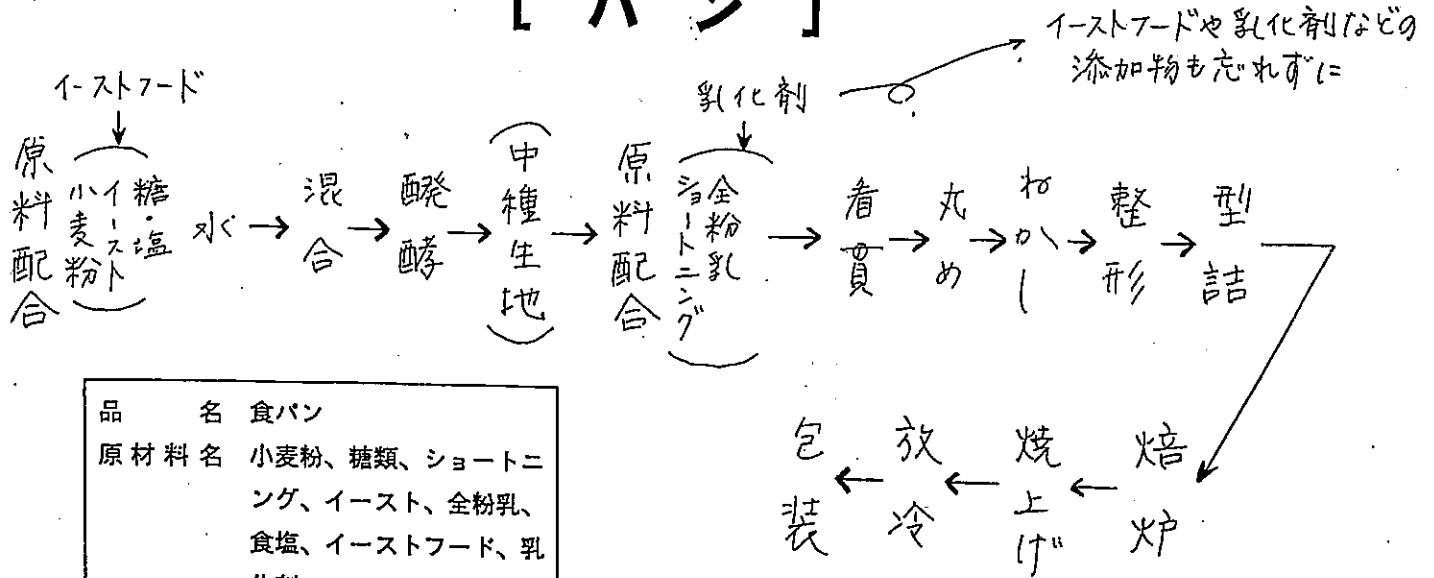 [パン]
イーストフードや乳化剤などの
添加物も忘れずに
イーストフード
乳化剤
原料配合
小麦粉
イースト
糖・塩
水
混合
醗酵
(中種生地)
原料配合
ショートニング
全粉乳
看貫
丸め
ねかし
整形
型詰
焙炉
焼上げ
放冷
包装
品名 食パン
原材料名 小麦粉、糖類、ショートニ
ング、イースト、全粉乳、
食塩、イーストフード、乳